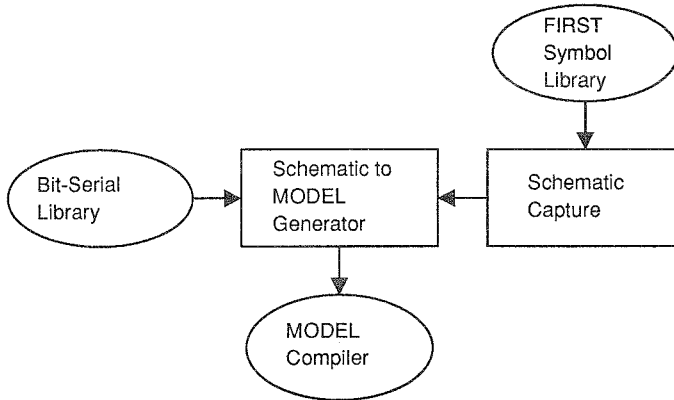 FIRST
Symbol
Library
Bit-Serial
Library
Schematic to
MODEL
Generator
Schematic
Capture
MODEL
Compiler